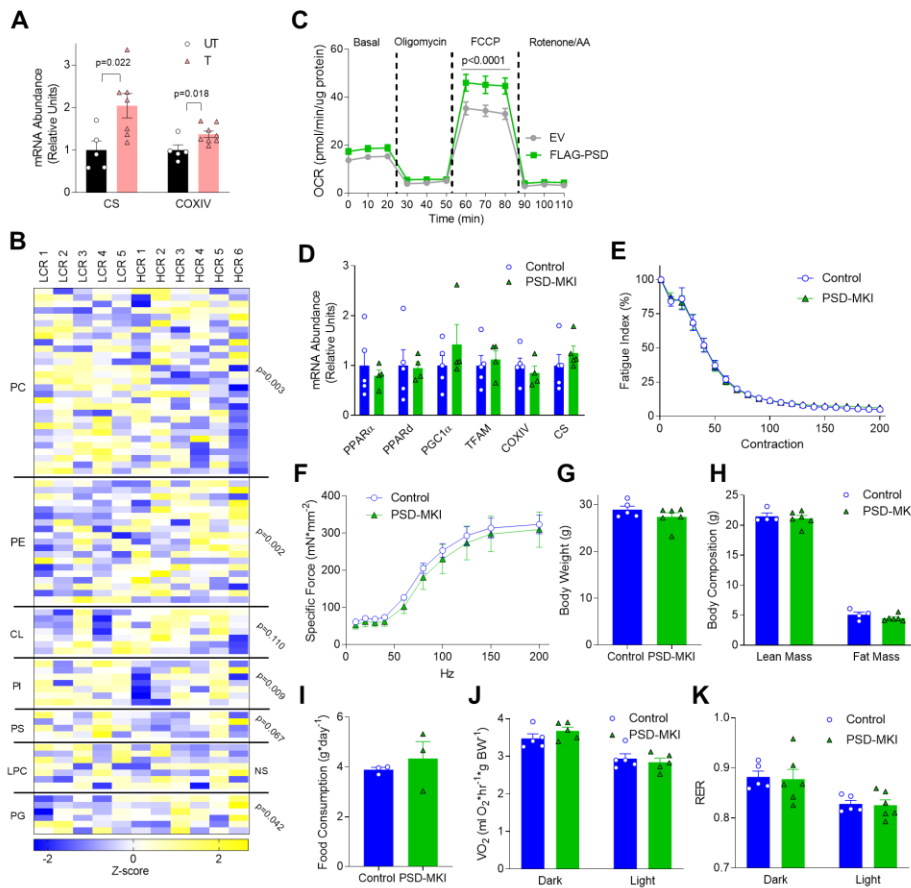 A
UT
T
mRNA Abundance
(Relative Units)
3
2
1
0
p=0.022
p=0.018
CS
COXIV
C
Basal
Oligomycin
FCCP
Rotenone/AA
p<0.0001
OCR (pmol/min/ug protein)
60
40
20
0
EV
FLAG-PSD
0 10 20 30 40 50 60 70 80 90 100 110
Time (min)
B
LCR 1
LCR 2
LCR 3
LCR 4
LCR 5
HCR 1
HCR 2
HCR 3
HCR 4
HCR 5
HCR 6
PC
p=0.003
PE
p=0.002
CL
p=0.110
PI
p=0.009
PS
p=0.067
LPC
NS
PG
p=0.042
-2 0 2
Z-score
D
mRNA Abundance
(Relative Units)
3
2
1
0
Control
PSD-MKI
PPARα
PPARd
PGC1α
TFAM
COXIV
CS
E
Fatigue Index (%)
100
75
50
25
0
Control
PSD-MKI
0 50 100 150 200
Contraction
F
Specific Force (mN*mm⁻²)
400
300
200
100
0
Control
PSD-MKI
0 50 100 150 200
Hz
G
Body Weight (g)
40
30
20
10
0
Control
PSD-MKI
Control PSD-MKI
H
Body Composition (g)
25
20
15
10
5
0
Control
PSD-MKI
Lean Mass
Fat Mass
I
Food Consumption (g*day⁻¹)
6
4
2
0
Control PSD-MKI
J
VO₂ (ml O₂*hr⁻¹*g BW⁻¹)
5
4
3
2
1
0
Control
PSD-MKI
Dark
Light
K
RER
0.9
0.8
0.7
Control
PSD-MKI
Dark
Light